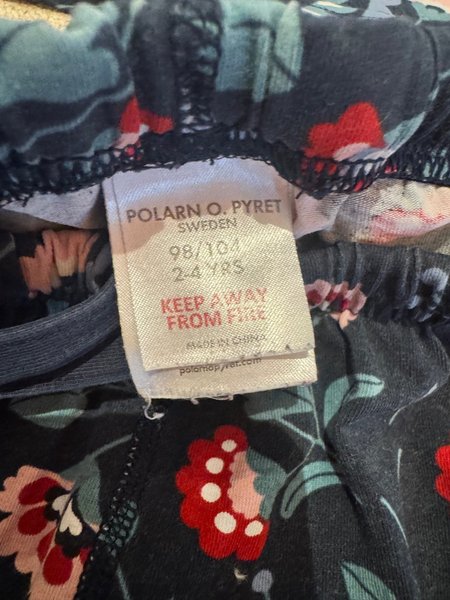 POLARN O. PYRET
SWEDEN
98/104
2-4 YRS
KEEP AWAY
FROM FIRE
MADE IN CHINA
polarnopyret.com